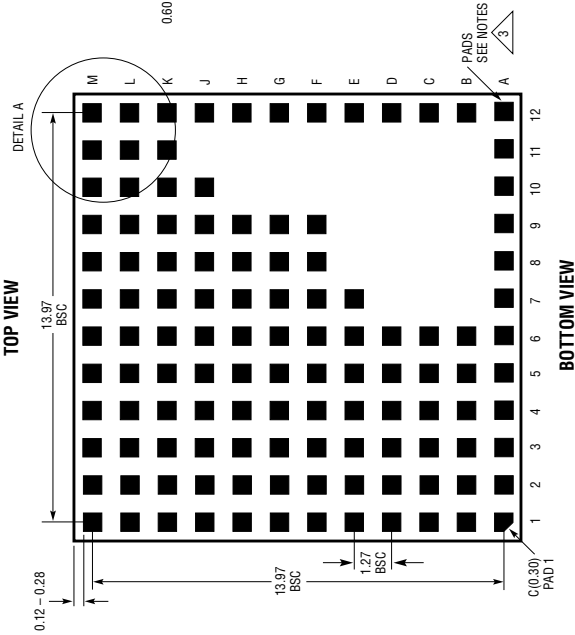 TOP VIEW
DETAIL A
13.97
BSC
0.60
M
L
K
J
H
G
F
E
D
C
B
A
PADS
SEE NOTES
3
1 2 3 4 5 6 7 8 9 10 11 12
0.12 – 0.28
13.97
BSC
1.27
BSC
C(0.30)
PAD 1
BOTTOM VIEW